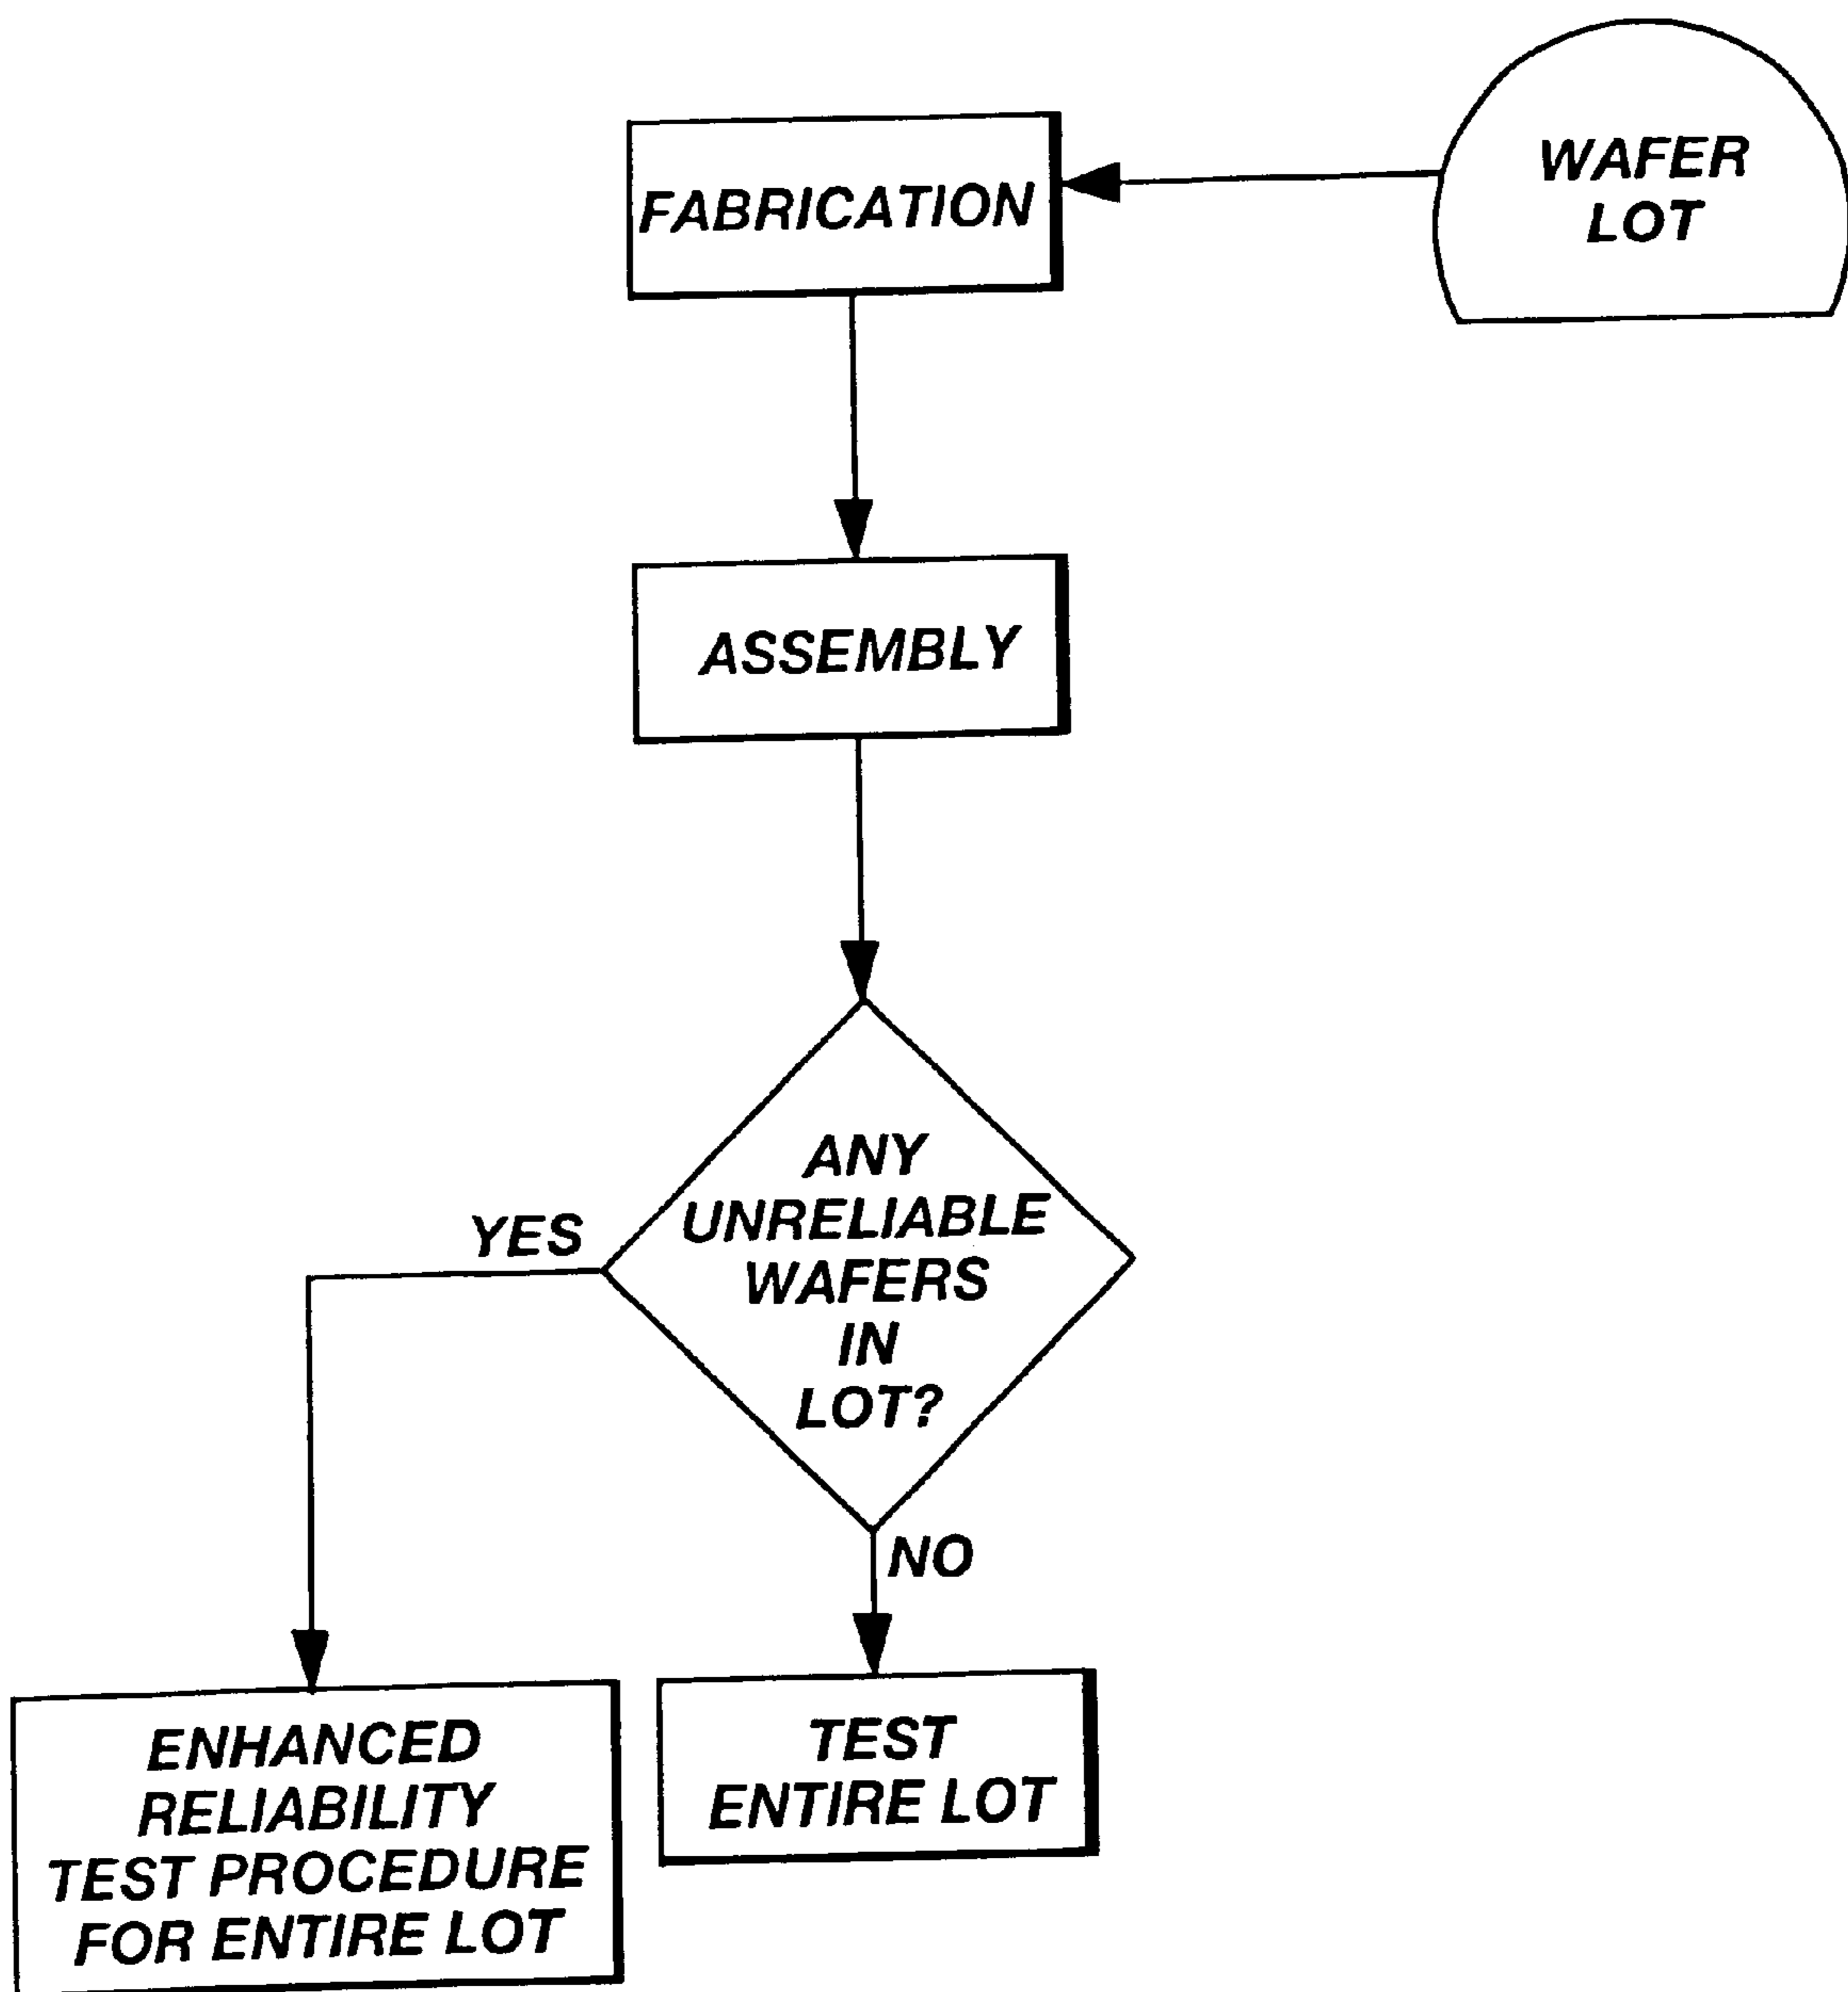 WAFER
LOT
FABRICATION
ASSEMBLY
ANY
UNRELIABLE
WAFERS
IN
LOT?
YES
NO
ENHANCED
RELIABILITY
TEST PROCEDURE
FOR ENTIRE LOT
TEST
ENTIRE LOT